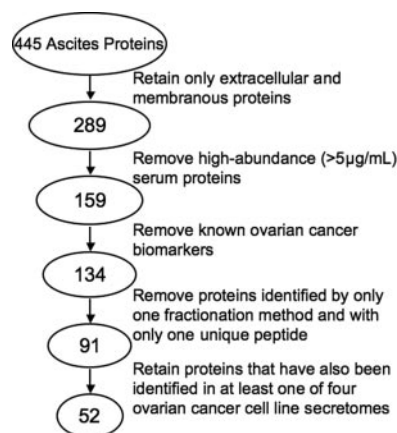 445 Ascites Proteins
Retain only extracellular and
membranous proteins
289
Remove high-abundance (>5µg/mL)
serum proteins
159
Remove known ovarian cancer
biomarkers
134
Remove proteins identified by only
one fractionation method and with
only one unique peptide
91
Retain proteins that have also been
identified in at least one of four
ovarian cancer cell line secretomes
52